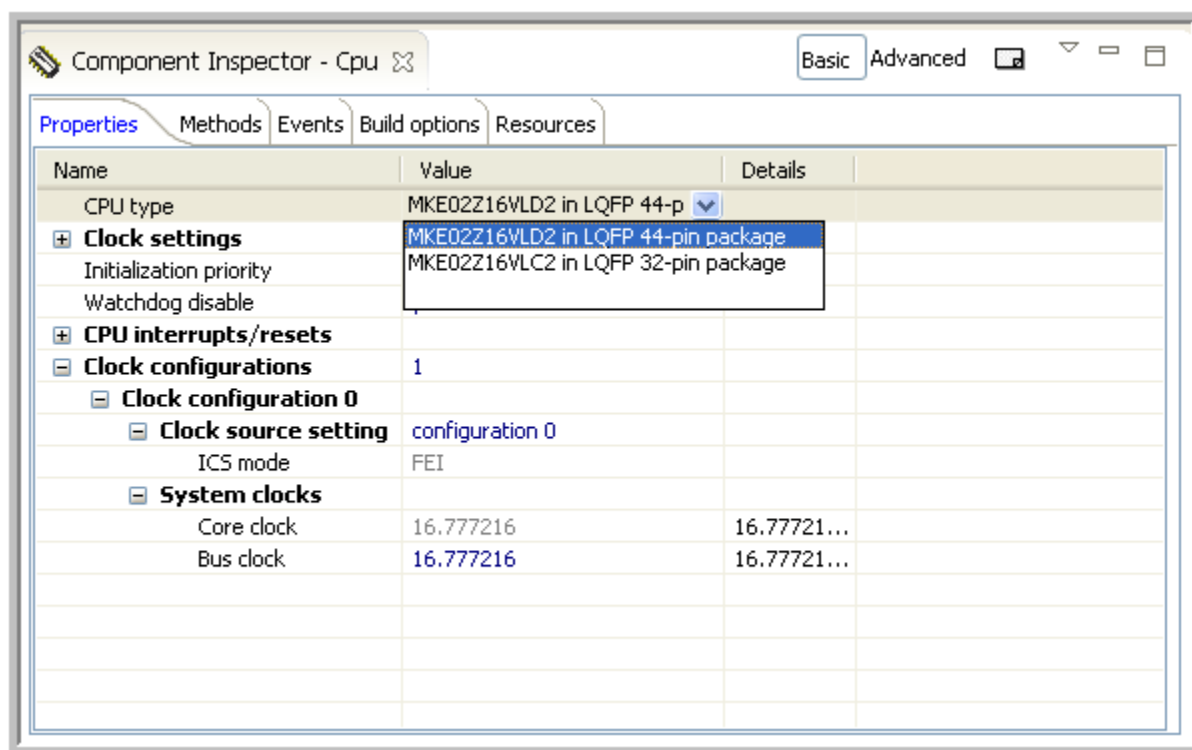 Component Inspector - Cpu Basic Advanced
Properties Methods Events Build options Resources
Name Value Details
CPU type MKE02Z16VLD2 in LQFP 44-p
Clock settings MKE02Z16VLD2 in LQFP 44-pin package
Initialization priority MKE02Z16VLC2 in LQFP 32-pin package
Watchdog disable
CPU interrupts/resets
Clock configurations 1
Clock configuration 0
Clock source setting configuration 0
ICS mode FEI
System clocks
Core clock 16.777216 16.77721...
Bus clock 16.777216 16.77721...